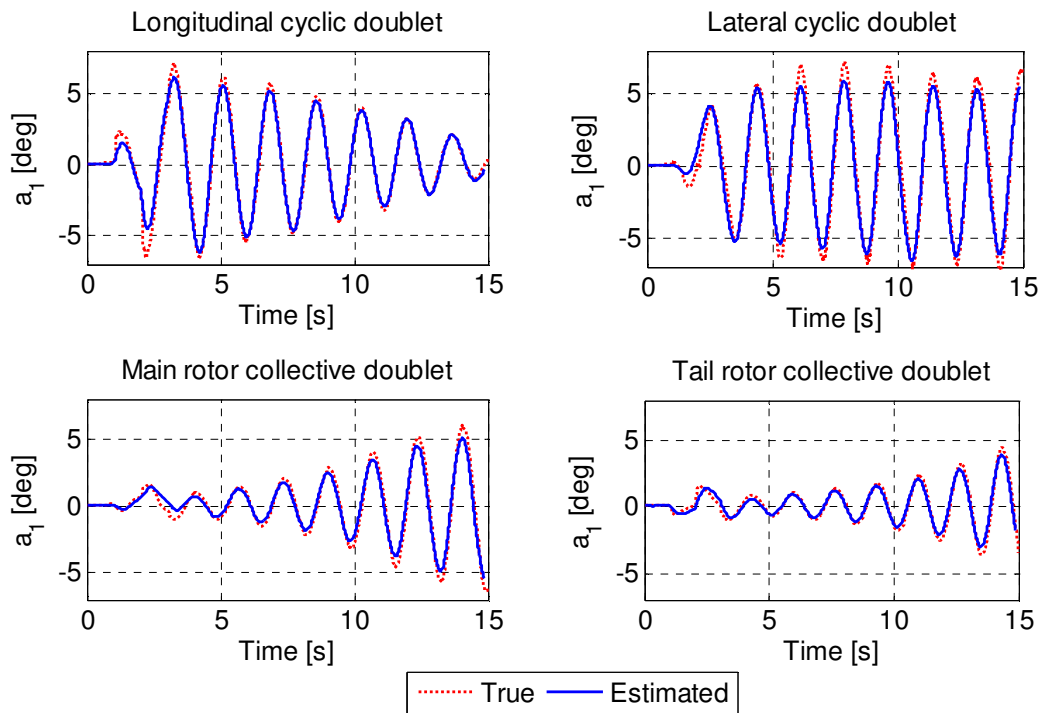 Longitudinal cyclic doublet
a1 [deg]
5
0
-5
0 5 10 15
Time [s]
Lateral cyclic doublet
a1 [deg]
5
0
-5
0 5 10 15
Time [s]
Main rotor collective doublet
a1 [deg]
5
0
-5
0 5 10 15
Time [s]
Tail rotor collective doublet
a1 [deg]
5
0
-5
0 5 10 15
Time [s]
True Estimated